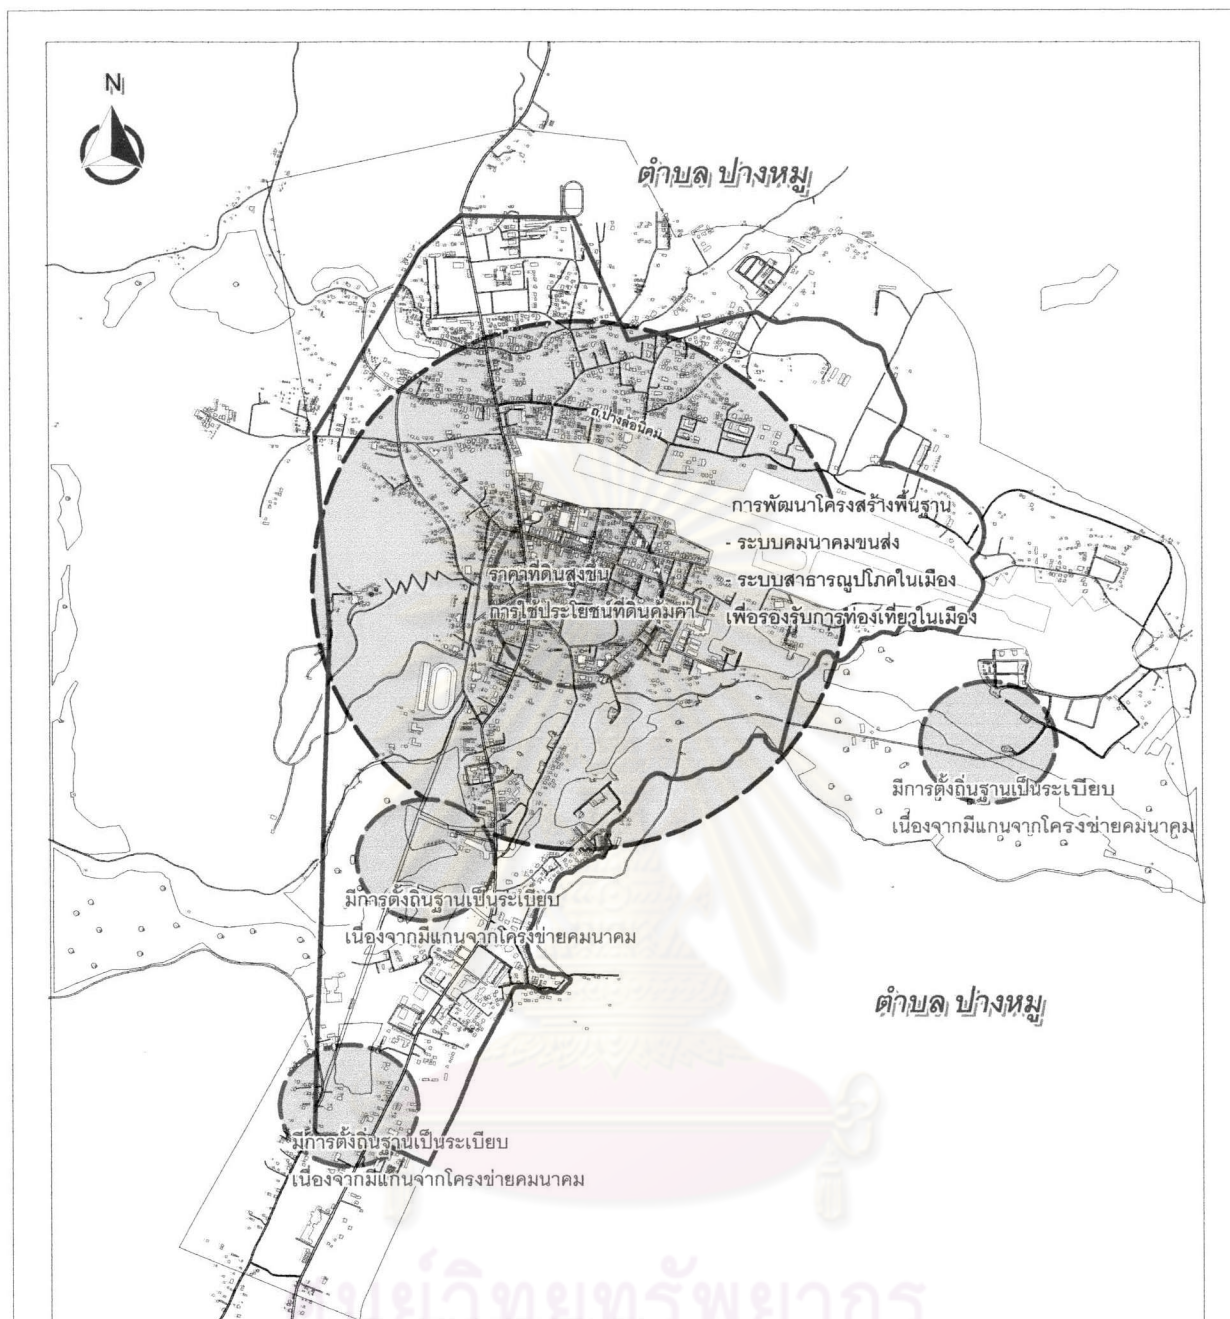 N
ตำบล ปางหมู
ถ.ปางล้อนิคม
การพัฒนาโครงสร้างพื้นฐาน
- ระบบคมนาคมขนส่ง
- ระบบสาธารณูปโภคในเมือง
เพื่อรองรับการท่องเที่ยวในเมือง
ราคาที่ดินสูงขึ้น
การใช้ประโยชน์ที่ดินคุ้มค่า
มีการตั้งถิ่นฐานเป็นระเบียบ
เนื่องจากมีแกนจากโครงข่ายคมนาคม
มีการตั้งถิ่นฐานเป็นระเบียบ
เนื่องจากมีแกนจากโครงข่ายคมนาคม
ตำบล ปางหมู
มีการตั้งถิ่นฐานเป็นระเบียบ
เนื่องจากมีแกนจากโครงข่ายคมนาคม
ศูนย์วิทยทรัพยากร